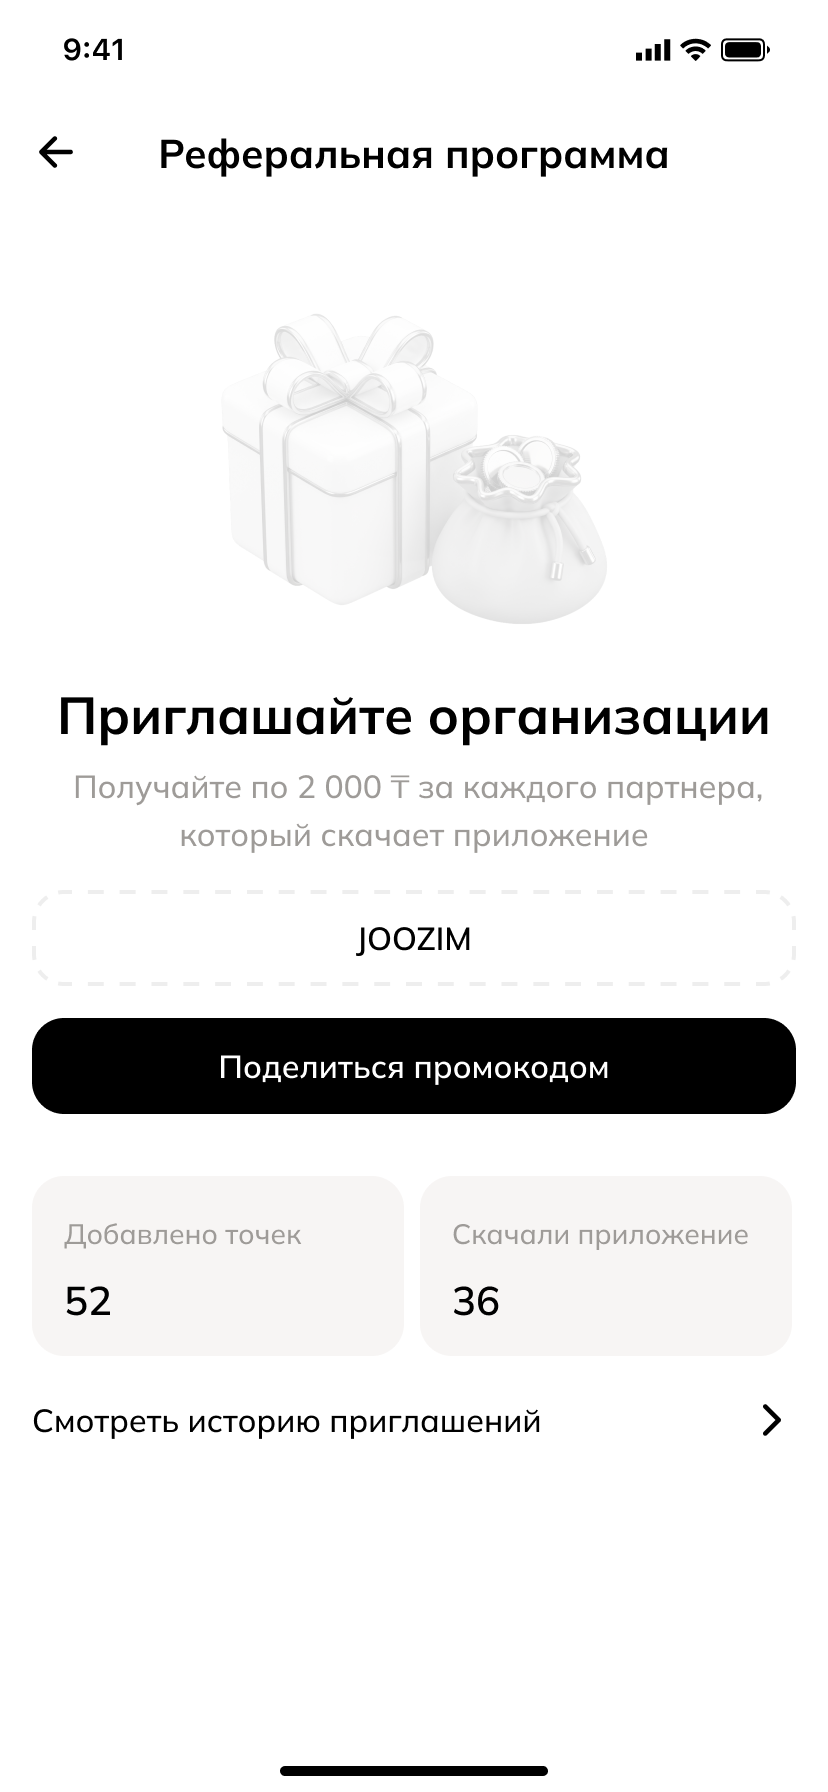 9:41
Реферальная программа
Приглашайте организации
Получайте по 2 000 ₸ за каждого партнера,
который скачает приложение
JOOZIM
Поделиться промокодом
Добавлено точек
52
Скачали приложение
36
Смотреть историю приглашений